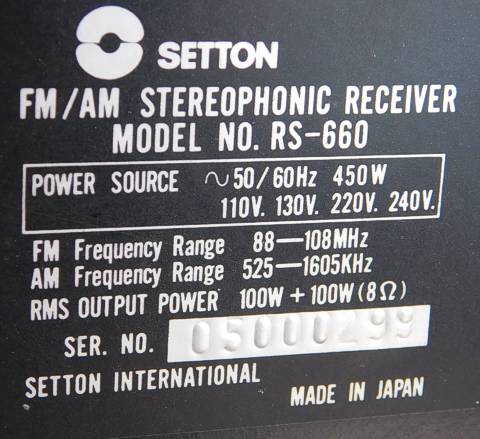 SETTON
FM/AM STEREOPHONIC RECEIVER
MODEL NO. RS-660
POWER SOURCE ～50/60Hz 450W
110V. 130V. 220V. 240V.
FM Frequency Range 88—108MHz
AM Frequency Range 525—1605KHz
RMS OUTPUT POWER 100W+100W(8Ω)
SER. NO. 05000299
SETTON INTERNATIONAL
MADE IN JAPAN